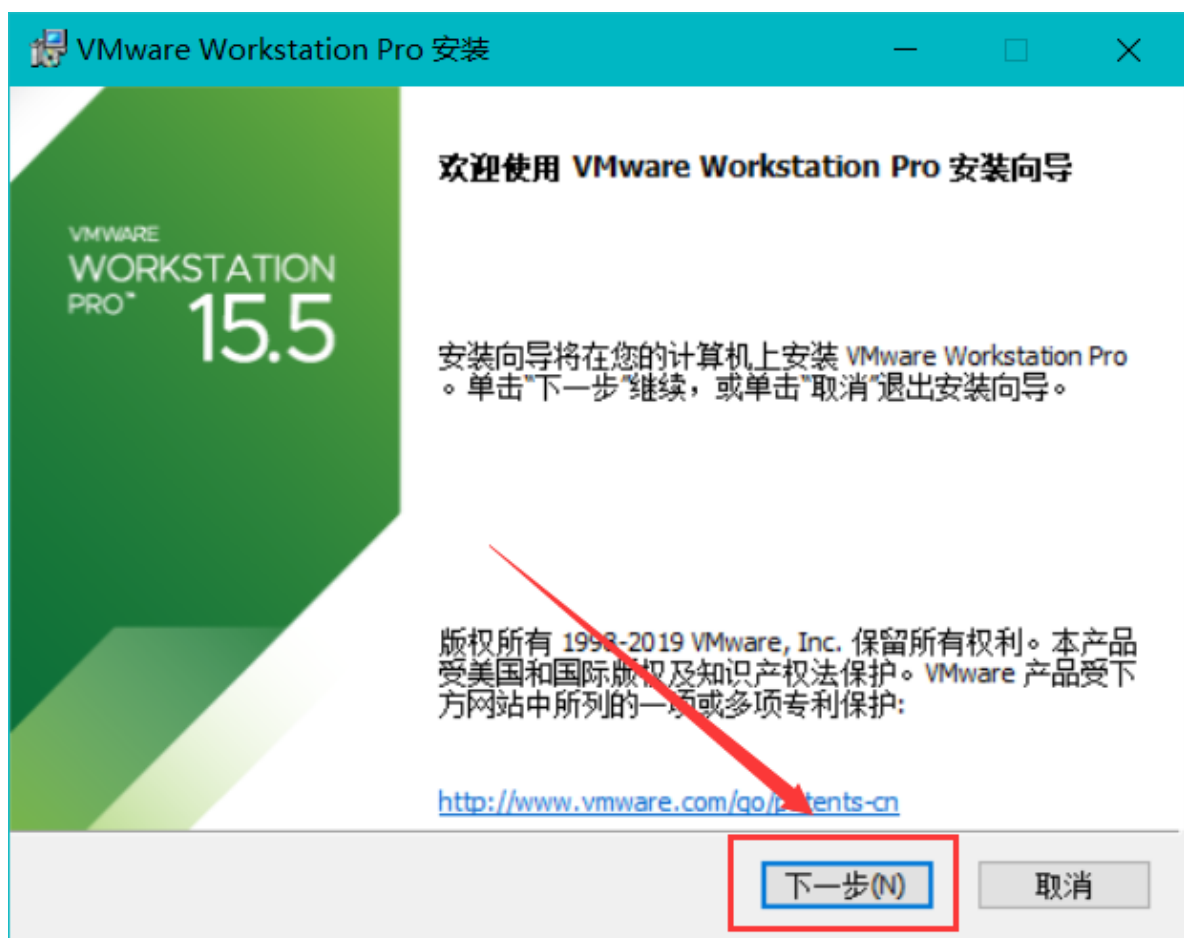 VMware Workstation Pro 安装
欢迎使用 VMware Workstation Pro 安装向导
VMWARE
WORKSTATION
PRO™ 15.5
安装向导将在您的计算机上安装 VMware Workstation Pro
。单击"下一步"继续，或单击"取消"退出安装向导。
版权所有 1998-2019 VMware, Inc. 保留所有权利。本产品
受美国和国际版权及知识产权法保护。VMware 产品受下
方网站中所列的一项或多项专利保护:
http://www.vmware.com/go/patents-cn
下一步(N)
取消